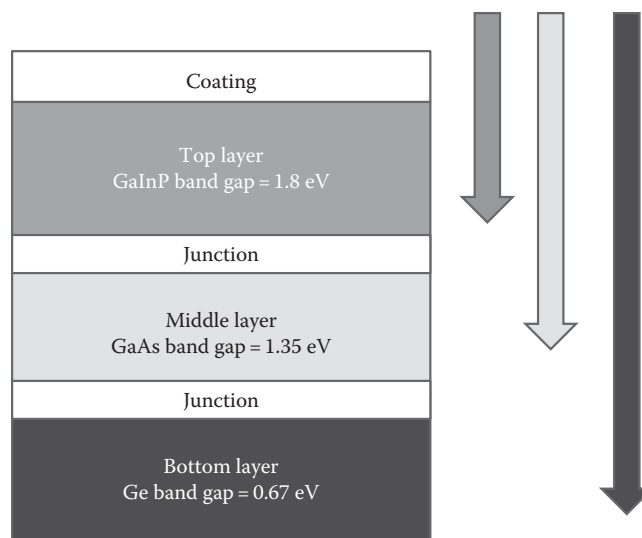 Coating
Top layer
GaInP band gap = 1.8 eV
Junction
Middle layer
GaAs band gap = 1.35 eV
Junction
Bottom layer
Ge band gap = 0.67 eV